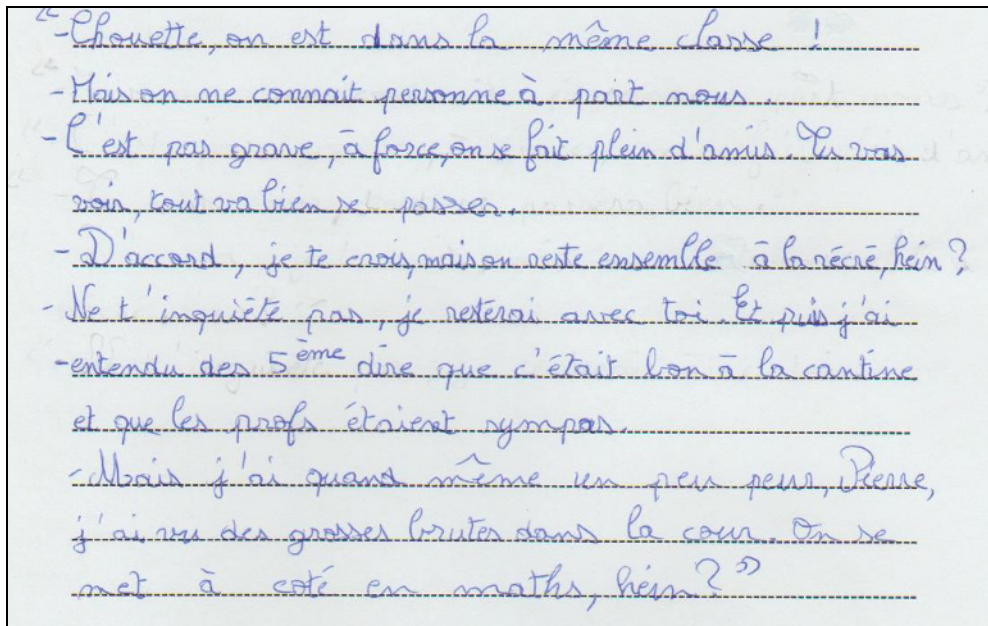 “-Chouette, on est dans la même classe !
-Mais on ne connait personne à part nous.
-C'est pas grave, à force, on se fait plein d'amis. Tu vas
voir, tout va bien se passer.
-D'accord, je te crois, mais on reste ensemble à la récré, hein ?
-Ne t'inquiète pas, je resterai avec toi. Et puis j'ai
-entendu des 5ème dire que c'était bon à la cantine
et que les profs étaient sympas.
-Mais j'ai quand même un peu peur, Pierre,
j'ai vu des grosses brutes dans la cour. On se
met à coté en maths, hein ?”